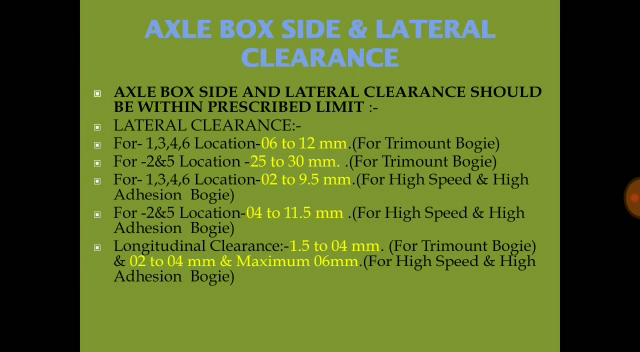 AXLE BOX SIDE & LATERAL
CLEARANCE
AXLE BOX SIDE AND LATERAL CLEARANCE SHOULD
BE WITHIN PRESCRIBED LIMIT :-
LATERAL CLEARANCE:-
For- 1,3,4,6 Location-06 to 12 mm.(For Trimount Bogie)
For -2&5 Location -25 to 30 mm. .(For Trimount Bogie)
For- 1,3,4,6 Location-02 to 9.5 mm.(For High Speed & High
Adhesion Bogie)
For -2&5 Location-04 to 11.5 mm .(For High Speed & High
Adhesion Bogie)
Longitudinal Clearance:-1.5 to 04 mm. (For Trimount Bogie)
& 02 to 04 mm & Maximum 06mm.(For High Speed & High
Adhesion Bogie)